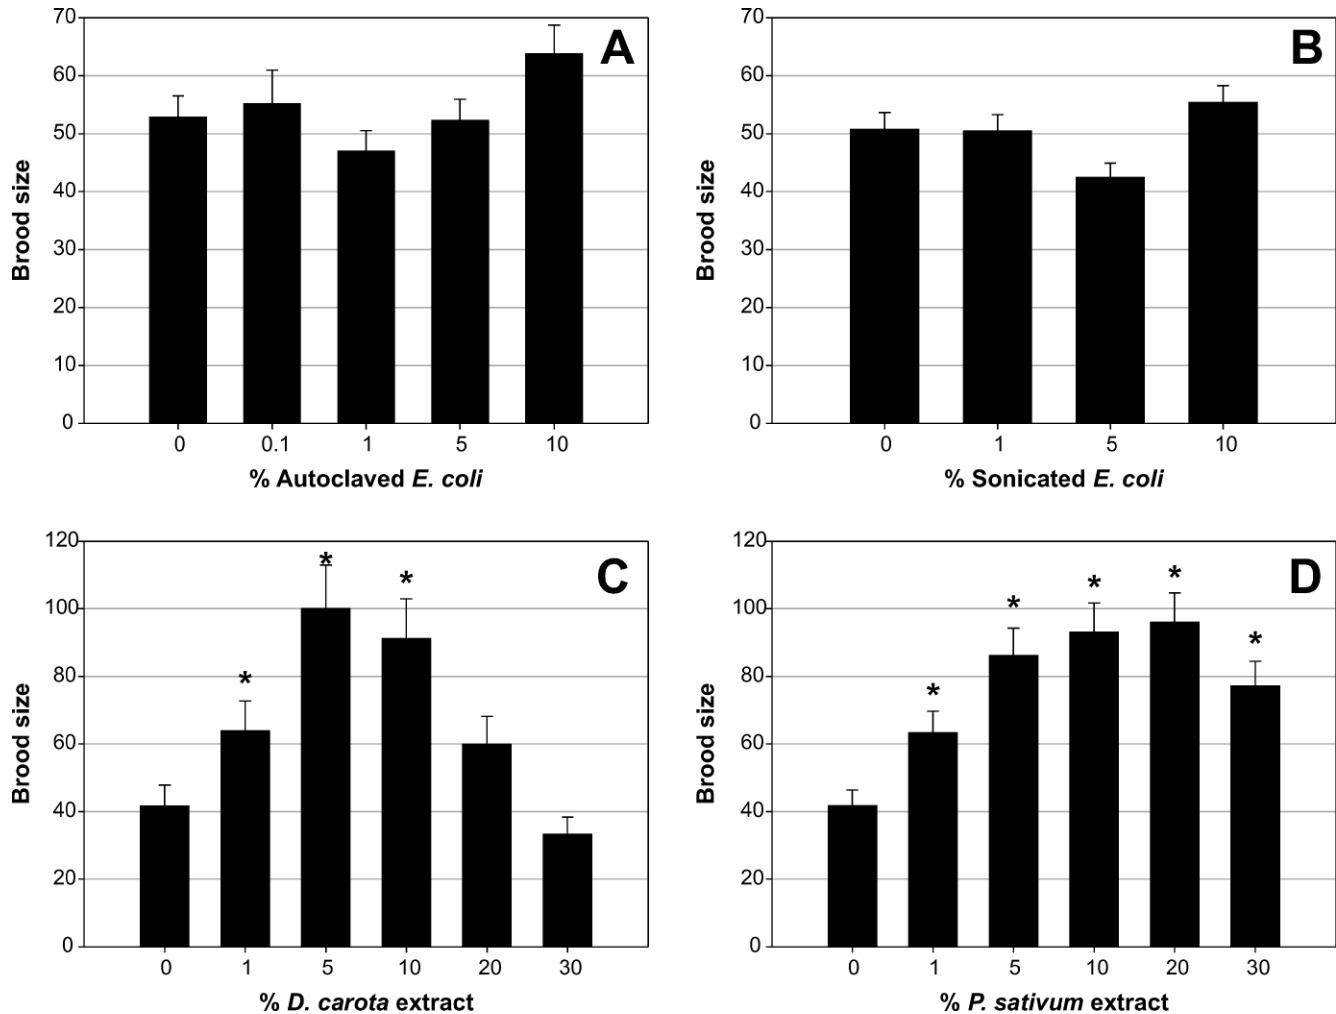 70
60
50
40
30
20
10
0
Brood size
A
0 0.1 1 5 10
% Autoclaved E. coli
70
60
50
40
30
20
10
0
Brood size
B
0 1 5 10
% Sonicated E. coli
120
100
80
60
40
20
0
Brood size
C
* * *
0 1 5 10 20 30
% D. carota extract
120
100
80
60
40
20
0
Brood size
D
* * * * *
0 1 5 10 20 30
% P. sativum extract